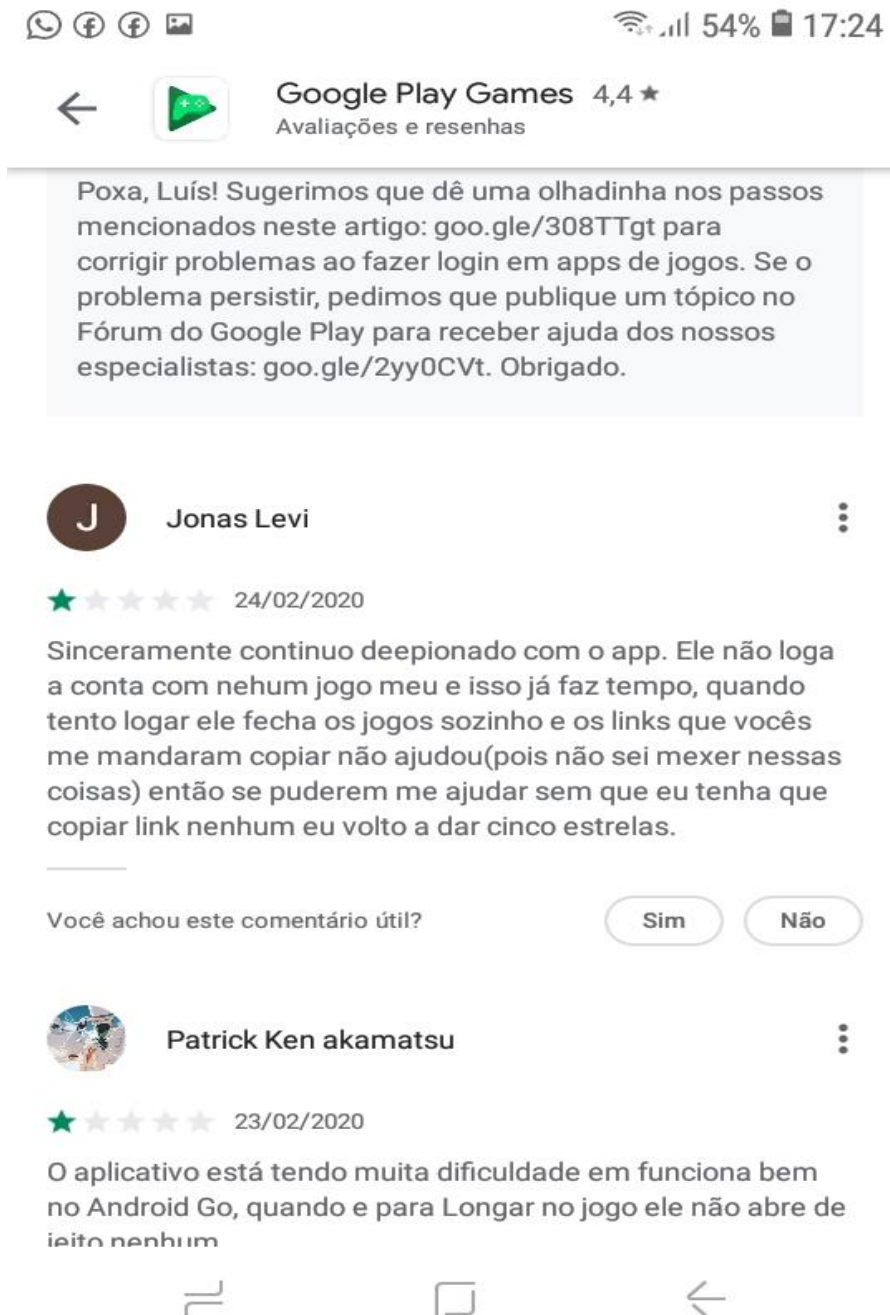 54% 17:24
Google Play Games 4,4 ★
Avaliações e resenhas
Poxa, Luís! Sugerimos que dê uma olhadinha nos passos
mencionados neste artigo: goo.gle/308TTgt para
corrigir problemas ao fazer login em apps de jogos. Se o
problema persistir, pedimos que publique um tópico no
Fórum do Google Play para receber ajuda dos nossos
especialistas: goo.gle/2yy0CVt. Obrigado.
J Jonas Levi
24/02/2020
Sinceramente continuo deepionado com o app. Ele não loga
a conta com nehum jogo meu e isso já faz tempo, quando
tento logar ele fecha os jogos sozinho e os links que vocês
me mandaram copiar não ajudou(pois não sei mexer nessas
coisas) então se puderem me ajudar sem que eu tenha que
copiar link nenhum eu volto a dar cinco estrelas.
Você achou este comentário útil? Sim Não
Patrick Ken akamatsu
23/02/2020
O aplicativo está tendo muita dificuldade em funciona bem
no Android Go, quando e para Longar no jogo ele não abre de
jeito nenhum